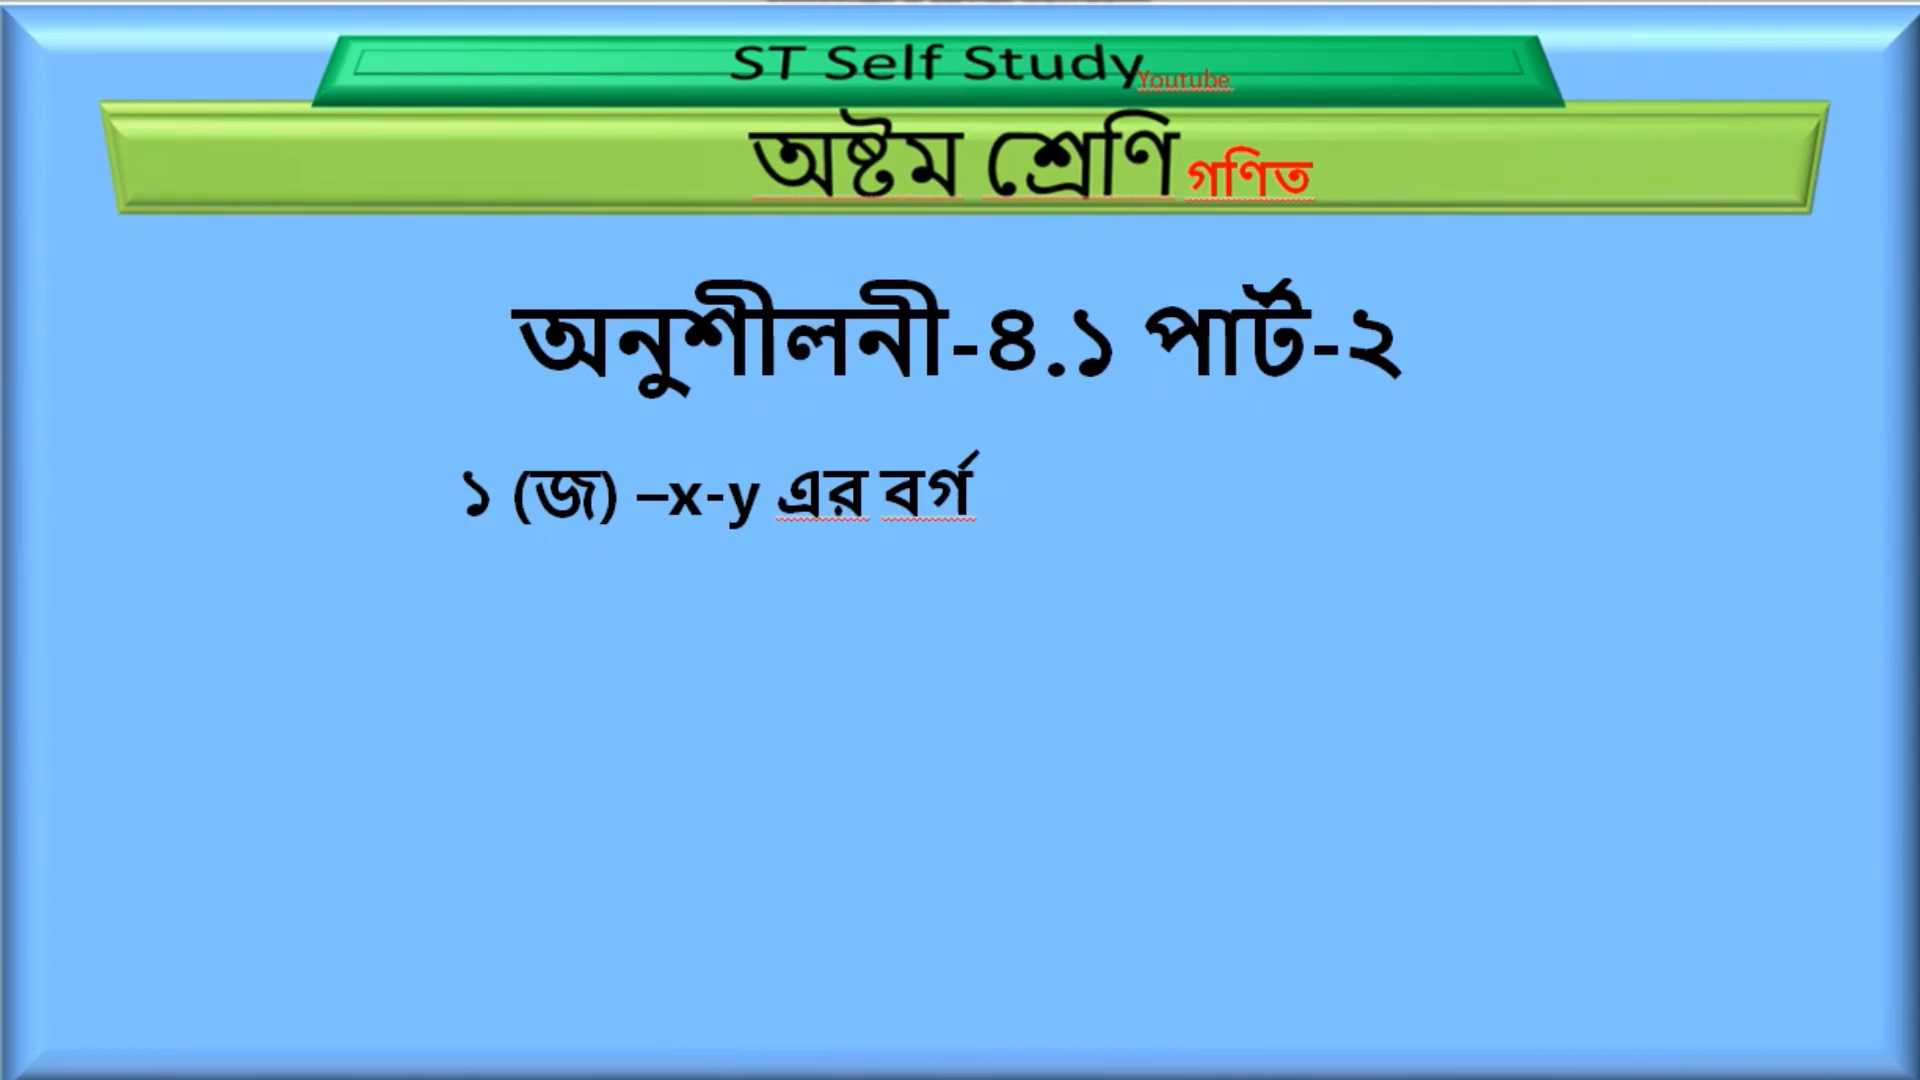 ST Self Study Youtube
অষ্টম শ্রেণি গণিত
অনুশীলনী-৪.১ পার্ট-২
১ (জ) –x-y এর বর্গ